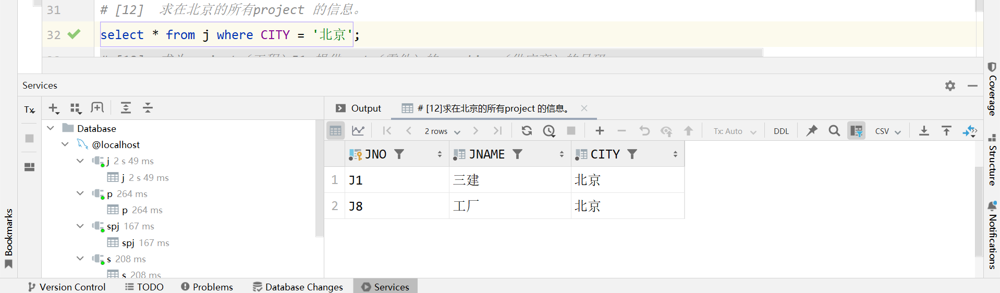 31 # [12] 求在北京的所有project 的信息。
32 select * from j where CITY = '北京';
Services
Tx
Output # [12]求在北京的所有project 的信息。
2 rows Tx: Auto DDL CSV
Database
@localhost
j 2 s 49 ms
j 2 s 49 ms
p 264 ms
p 264 ms
spj 167 ms
spj 167 ms
s 208 ms
s 208 ms
JNO JNAME CITY
1 J1 三建 北京
2 J8 工厂 北京
Bookmarks
Coverage
Structure
Notifications
Version Control TODO Problems Database Changes Services